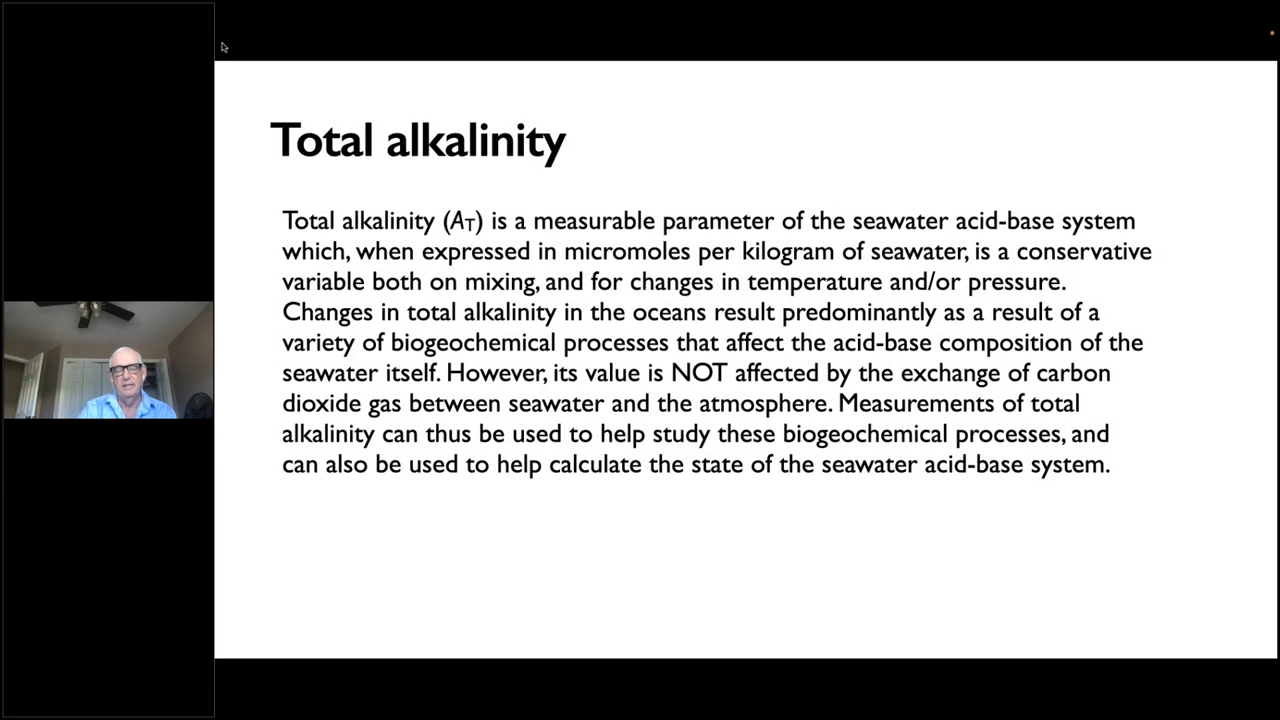 Total alkalinity
Total alkalinity (AT) is a measurable parameter of the seawater acid-base system
which, when expressed in micromoles per kilogram of seawater, is a conservative
variable both on mixing, and for changes in temperature and/or pressure.
Changes in total alkalinity in the oceans result predominantly as a result of a
variety of biogeochemical processes that affect the acid-base composition of the
seawater itself. However, its value is NOT affected by the exchange of carbon
dioxide gas between seawater and the atmosphere. Measurements of total
alkalinity can thus be used to help study these biogeochemical processes, and
can also be used to help calculate the state of the seawater acid-base system.